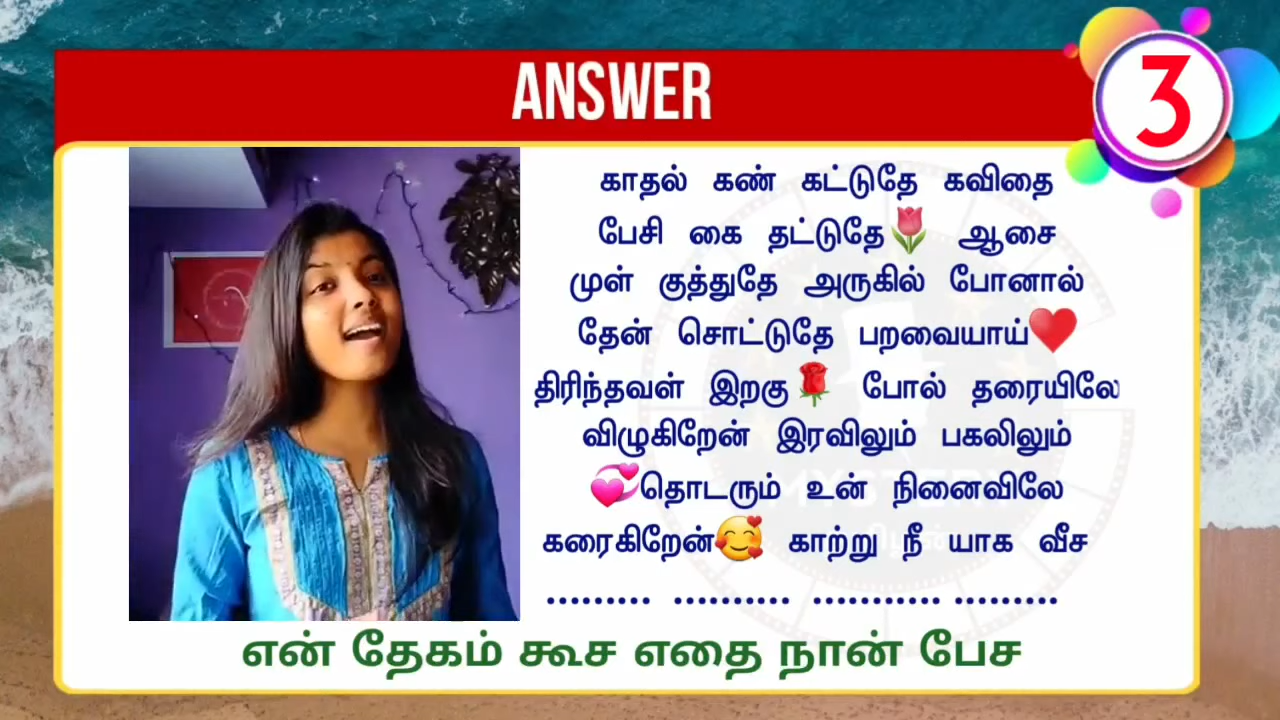 ANSWER
3
காதல் கண் கட்டுதே கவிதை
பேசி கை தட்டுதே🌷 ஆசை
முள் குத்துதே அருகில் போனால்
தேன் சொட்டுதே பறவையாய்♥️
திரிந்தவள் இறகு🌹 போல் தரையிலே
விழுகிறேன் இரவிலும் பகலிலும்
💞தொடரும் உன் நினைவிலே
கரைகிறேன்🥰 காற்று நீ யாக வீச
......... .......... ........... .........
என் தேகம் கூச எதை நான் பேச